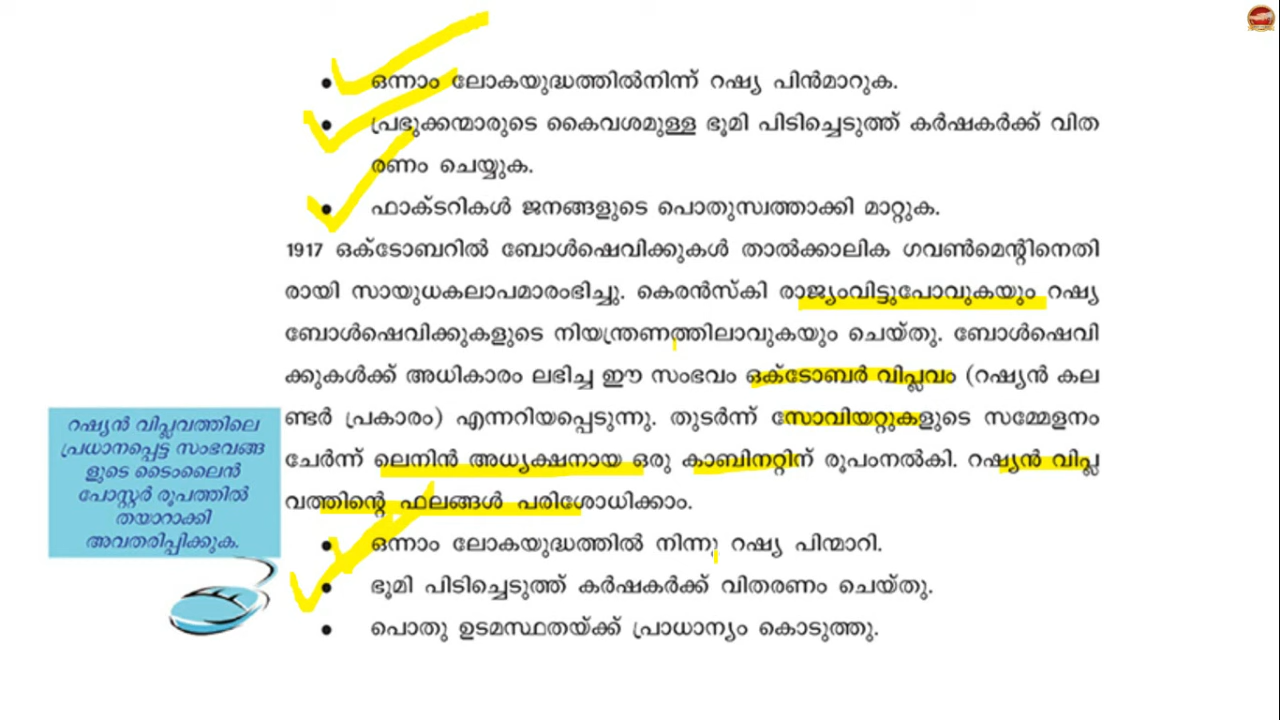 • ഒന്നാം ലോകയുദ്ധത്തിൽനിന്ന് റഷ്യ പിൻമാറുക.
• പ്രഭുക്കന്മാരുടെ കൈവശമുള്ള ഭൂമി പിടിച്ചെടുത്ത് കർഷകർക്ക് വിത
രണം ചെയ്യുക.
• ഫാക്ടറികൾ ജനങ്ങളുടെ പൊതുസ്വത്താക്കി മാറ്റുക.
1917 ഒക്ടോബറിൽ ബോൾഷെവിക്കുകൾ താൽക്കാലിക ഗവൺമെന്റിനെതി
രായി സായുധകലാപമാരംഭിച്ചു. കെരൻസ്കി രാജ്യംവിട്ടുപോവുകയും റഷ്യ
ബോൾഷെവിക്കുകളുടെ നിയന്ത്രണത്തിലാവുകയും ചെയ്തു. ബോൾഷെവി
ക്കുകൾക്ക് അധികാരം ലഭിച്ച ഈ സംഭവം ഒക്ടോബർ വിപ്ലവം (റഷ്യൻ കല
ണ്ടർ പ്രകാരം) എന്നറിയപ്പെടുന്നു. തുടർന്ന് സോവിയറ്റുകളുടെ സമ്മേളനം
ചേർന്ന് ലെനിൻ അധ്യക്ഷനായ ഒരു കാബിനറ്റിന് രൂപംനൽകി. റഷ്യൻ വിപ്ല
വത്തിന്റെ ഫലങ്ങൾ പരിശോധിക്കാം.
• ഒന്നാം ലോകയുദ്ധത്തിൽ നിന്നു റഷ്യ പിന്മാറി.
• ഭൂമി പിടിച്ചെടുത്ത് കർഷകർക്ക് വിതരണം ചെയ്തു.
• പൊതു ഉടമസ്ഥതയ്ക്ക് പ്രാധാന്യം കൊടുത്തു.
റഷ്യൻ വിപ്ലവത്തിലെ
പ്രധാനപ്പെട്ട സംഭവങ്ങ
ളുടെ ടൈംലൈൻ
പോസ്റ്റർ രൂപത്തിൽ
തയാറാക്കി
അവതരിപ്പിക്കുക.